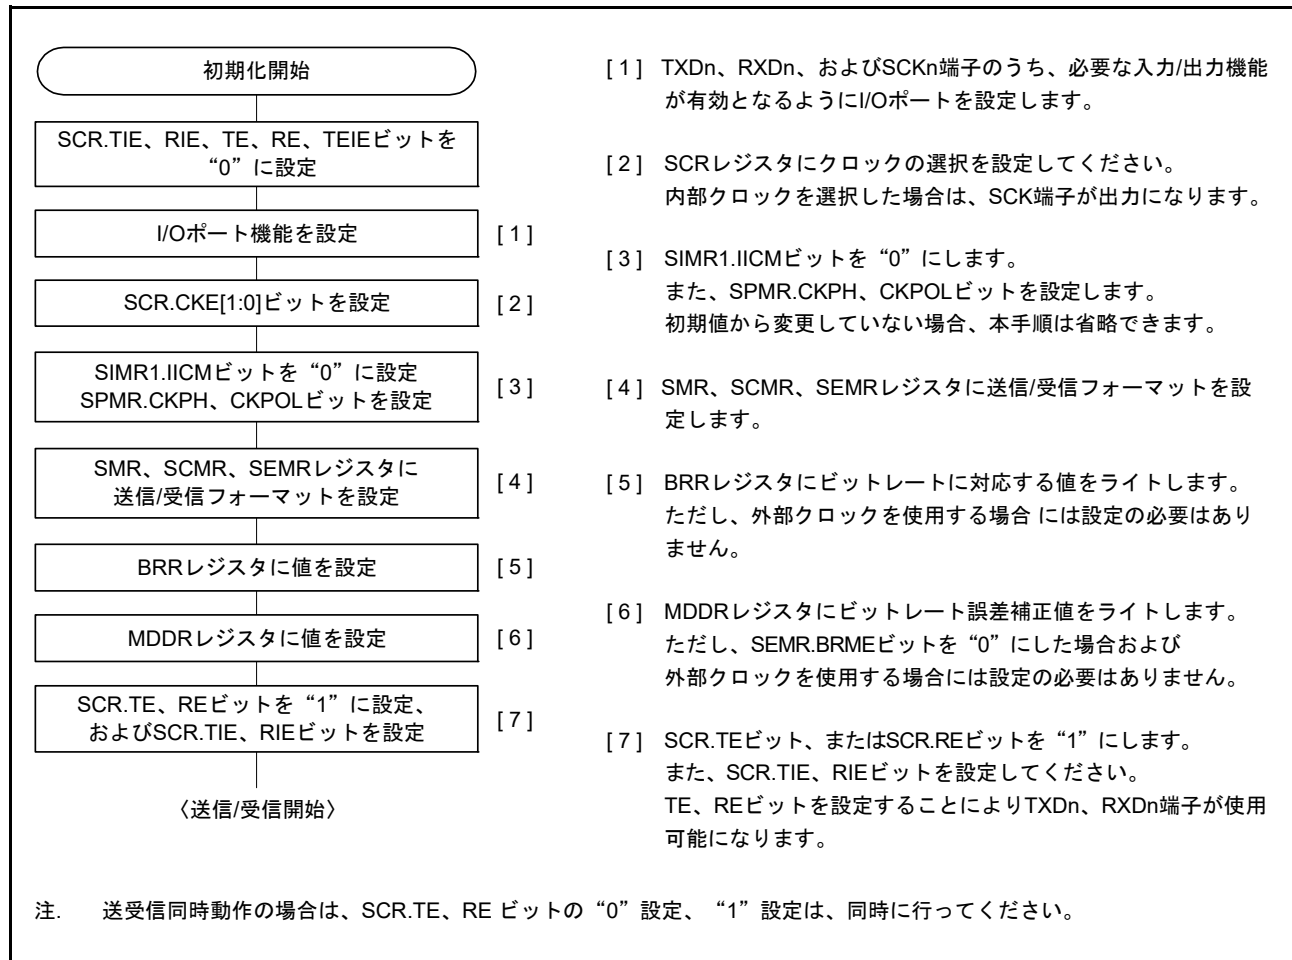 初期化開始
SCR.TIE、RIE、TE、RE、TEIEビットを
“0”に設定
I/Oポート機能を設定
[ 1 ]
SCR.CKE[1:0]ビットを設定
[ 2 ]
SIMR1.IICMビットを“0”に設定
SPMR.CKPH、CKPOLビットを設定
[ 3 ]
SMR、SCMR、SEMRレジスタに
送信/受信フォーマットを設定
[ 4 ]
BRRレジスタに値を設定
[ 5 ]
MDDRレジスタに値を設定
[ 6 ]
SCR.TE、REビットを“1”に設定、
およびSCR.TIE、RIEビットを設定
[ 7 ]
〈送信/受信開始〉
[ 1 ] TXDn、RXDn、およびSCKn端子のうち、必要な入力/出力機能
が有効となるようにI/Oポートを設定します。
[ 2 ] SCRレジスタにクロックの選択を設定してください。
内部クロックを選択した場合は、SCK端子が出力になります。
[ 3 ] SIMR1.IICMビットを“0”にします。
また、SPMR.CKPH、CKPOLビットを設定します。
初期値から変更していない場合、本手順は省略できます。
[ 4 ] SMR、SCMR、SEMRレジスタに送信/受信フォーマットを設
定します。
[ 5 ] BRRレジスタにビットレートに対応する値をライトします。
ただし、外部クロックを使用する場合 には設定の必要はあり
ません。
[ 6 ] MDDRレジスタにビットレート誤差補正値をライトします。
ただし、SEMR.BRMEビットを“0”にした場合および
外部クロックを使用する場合には設定の必要はありません。
[ 7 ] SCR.TEビット、またはSCR.REビットを“1”にします。
また、SCR.TIE、RIEビットを設定してください。
TE、REビットを設定することによりTXDn、RXDn端子が使用
可能になります。
注. 送受信同時動作の場合は、SCR.TE、RE ビットの“0”設定、“1”設定は、同時に行ってください。